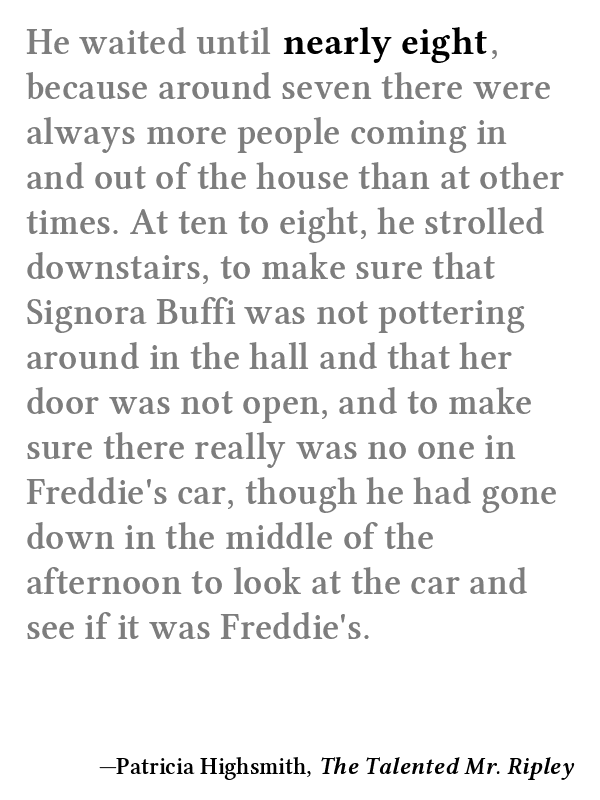 He waited until nearly eight,
because around seven there were
always more people coming in
and out of the house than at other
times. At ten to eight, he strolled
downstairs, to make sure that
Signora Buffi was not pottering
around in the hall and that her
door was not open, and to make
sure there really was no one in
Freddie's car, though he had gone
down in the middle of the
afternoon to look at the car and
see if it was Freddie's.
—Patricia Highsmith, The Talented Mr. Ripley